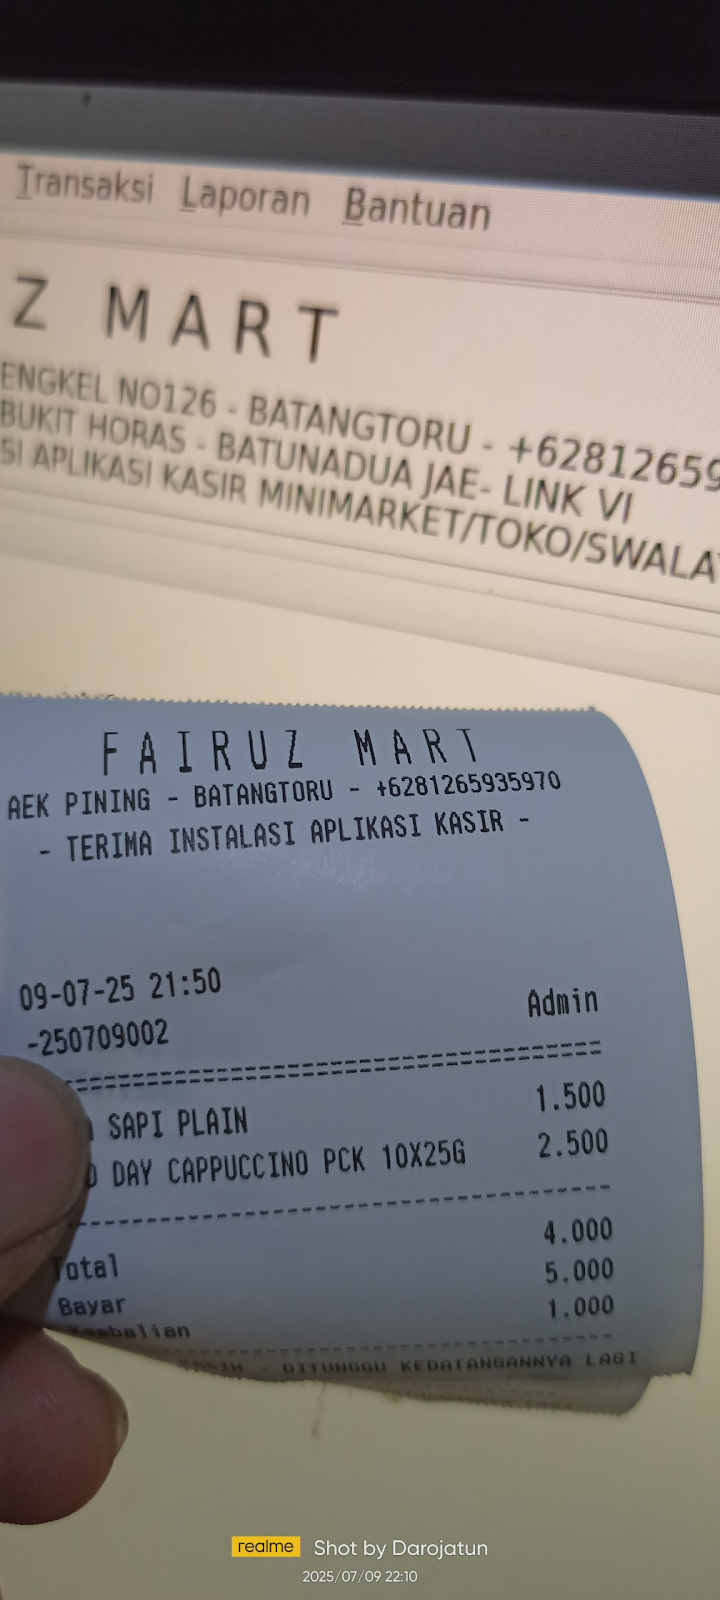 Transaksi Laporan Bantuan
Z MART
ENGKEL NO126 - BATANGTORU - +62812659
BUKIT HORAS - BATUNADUA JAE- LINK VI
SI APLIKASI KASIR MINIMARKET/TOKO/SWALA
FAIRUZ MART
AEK PINING - BATANGTORU - +6281265935970
- TERIMA INSTALASI APLIKASI KASIR -
09-07-25 21:50
-250709002 Admin
SAPI PLAIN 1.500
DAY CAPPUCCINO PCK 10X25G 2.500
Total 4.000
Bayar 5.000
Kembalian 1.000
- DITUNGGU KEDATANGANNYA LAGI
realme Shot by Darojatun
2025/07/09 22:10